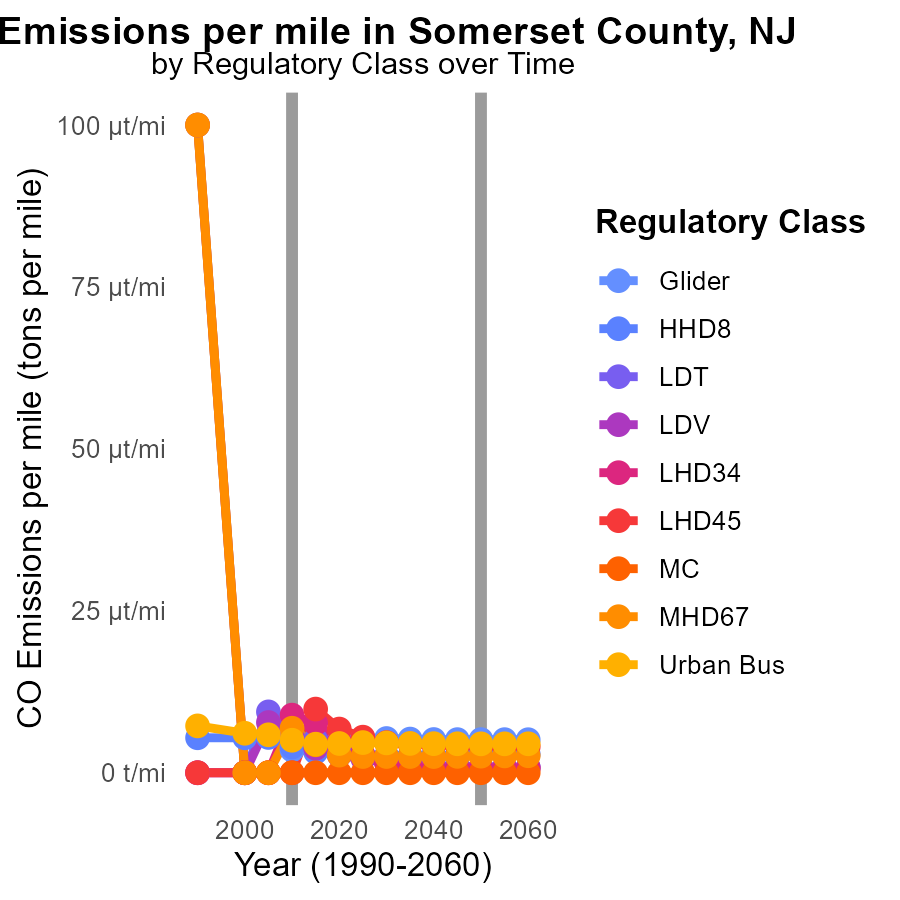 Emissions per mile in Somerset County, NJ
by Regulatory Class over Time
CO Emissions per mile (tons per mile)
100 µt/mi
75 µt/mi
50 µt/mi
25 µt/mi
0 t/mi
2000 2020 2040 2060
Year (1990-2060)
Regulatory Class
Glider
HHD8
LDT
LDV
LHD34
LHD45
MC
MHD67
Urban Bus